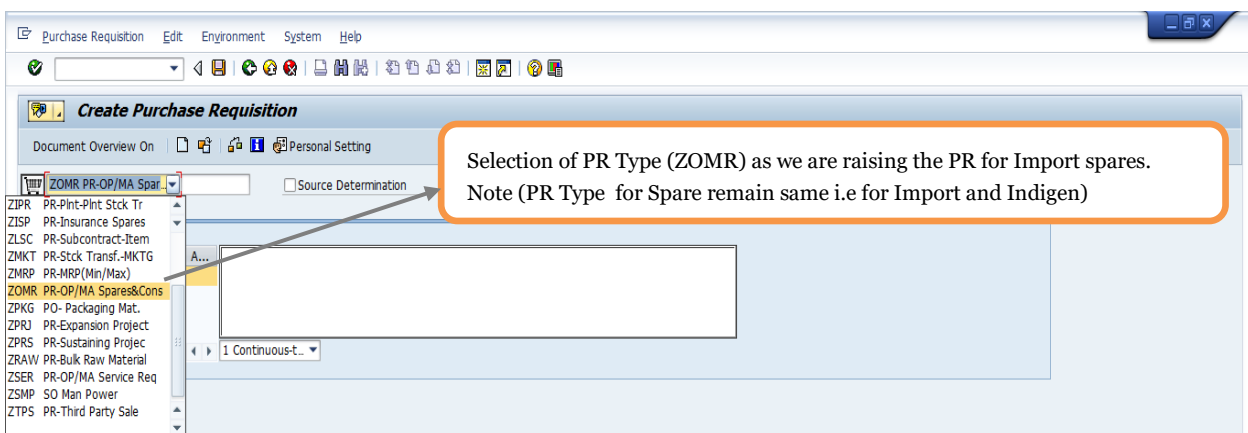 Purchase Requisition Edit Environment System Help
Create Purchase Requisition
Document Overview On Personal Setting
Selection of PR Type (ZOMR) as we are raising the PR for Import spares.
Note (PR Type for Spare remain same i.e for Import and Indigen)
ZOMR PR-OP/MA Spar.. Source Determination
ZIPR PR-Plnt-Plnt Stck Tr
ZISP PR-Insurance Spares
ZLSC PR-Subcontract-Item
ZMKT PR-Stck Transf.-MKTG A...
ZMRP PR-MRP(Min/Max)
ZOMR PR-OP/MA Spares&Cons
ZPKG PO- Packaging Mat.
ZPRJ PR-Expansion Project
ZPRS PR-Sustaining Projec
1 Continuous-t...
ZRAW PR-Bulk Raw Material
ZSER PR-OP/MA Service Req
ZSMP SO Man Power
ZTPS PR-Third Party Sale